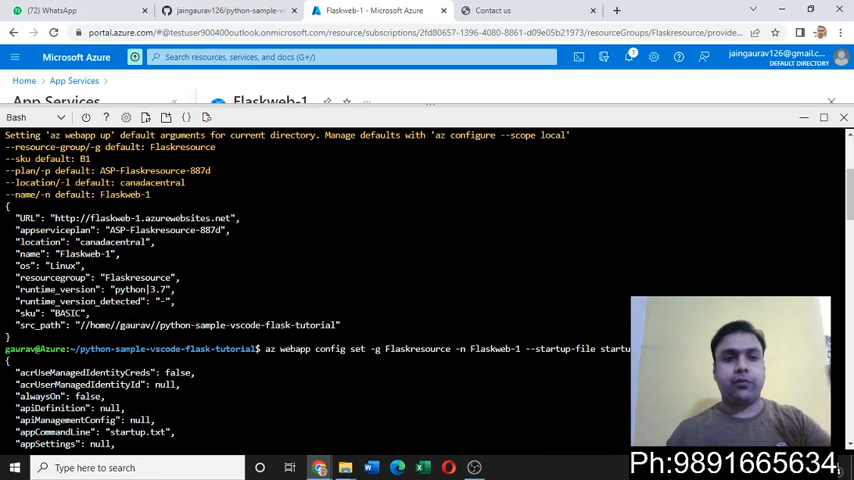 (72) WhatsApp
jaingaurav126/python-sample-vs
Flaskweb-1 - Microsoft Azure
Contact us
portal.azure.com/#@testuser900400outlook.onmicrosoft.com/resource/subscriptions/2fd80657-1396-4080-8861-d09e05b21973/resourceGroups/Flaskresource/provide...
Microsoft Azure
Search resources, services, and docs (G+/)
3
jaingaurav126@gmail.c...
DEFAULT DIRECTORY
Home > App Services >
App Services
Flaskweb-1
Bash
Setting 'az webapp up' default arguments for current directory. Manage defaults with 'az configure --scope local'
--resource-group/-g default: Flaskresource
--sku default: B1
--plan/-p default: ASP-Flaskresource-887d
--location/-l default: canadacentral
--name/-n default: Flaskweb-1
{
"URL": "http://flaskweb-1.azurewebsites.net",
"appserviceplan": "ASP-Flaskresource-887d",
"location": "canadacentral",
"name": "Flaskweb-1",
"os": "Linux",
"resourcegroup": "Flaskresource",
"runtime_version": "python|3.7",
"runtime_version_detected": "-",
"sku": "BASIC",
"src_path": "//home//gaurav//python-sample-vscode-flask-tutorial"
}
gaurav@Azure:~/python-sample-vscode-flask-tutorial$ az webapp config set -g Flaskresource -n Flaskweb-1 --startup-file startu
{
"acrUseManagedIdentityCreds": false,
"acrUserManagedIdentityId": null,
"alwaysOn": false,
"apiDefinition": null,
"apiManagementConfig": null,
"appCommandLine": "startup.txt",
"appSettings": null,
Type here to search
Ph:9891665634.